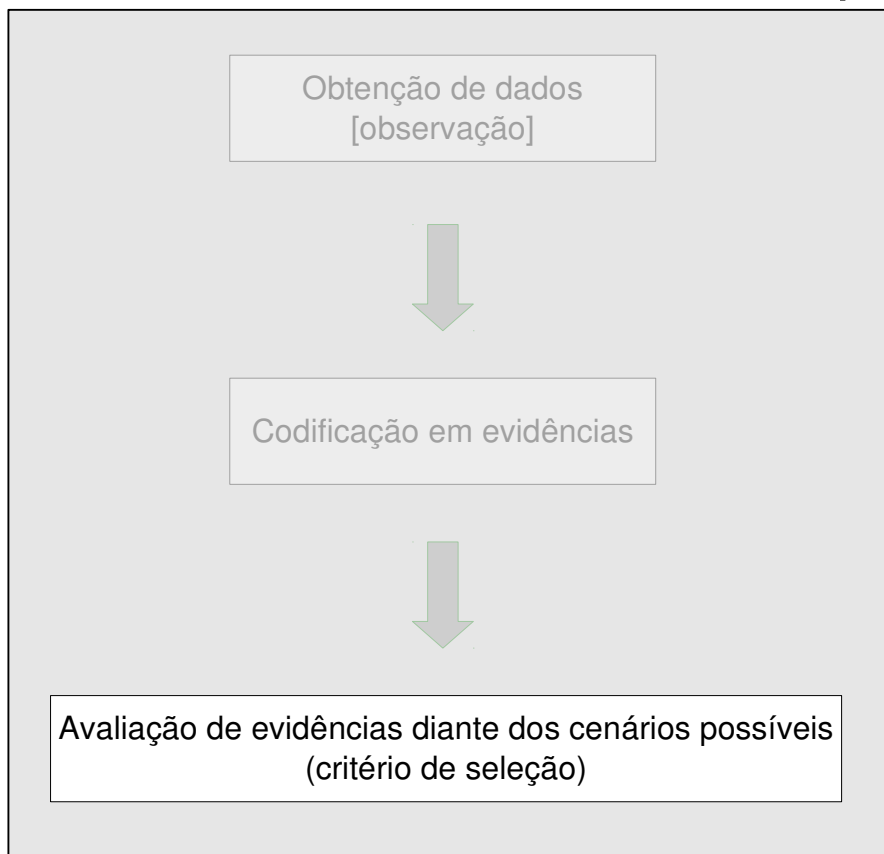 Obtenção de dados
[observação]
Codificação em evidências
Avaliação de evidências diante dos cenários possíveis
(critério de seleção)